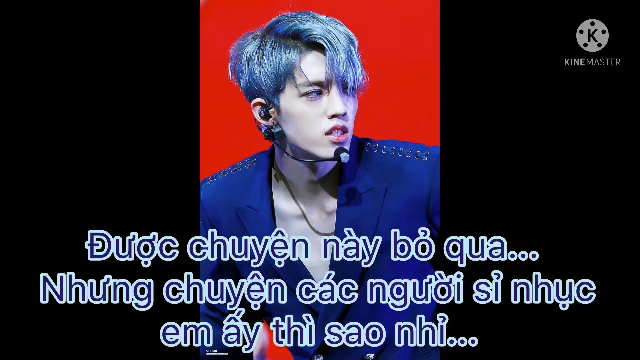 KINEMASTER
Được chuyện này bỏ qua...
Nhưng chuyện các người sỉ nhục
em ấy thì sao nhỉ...